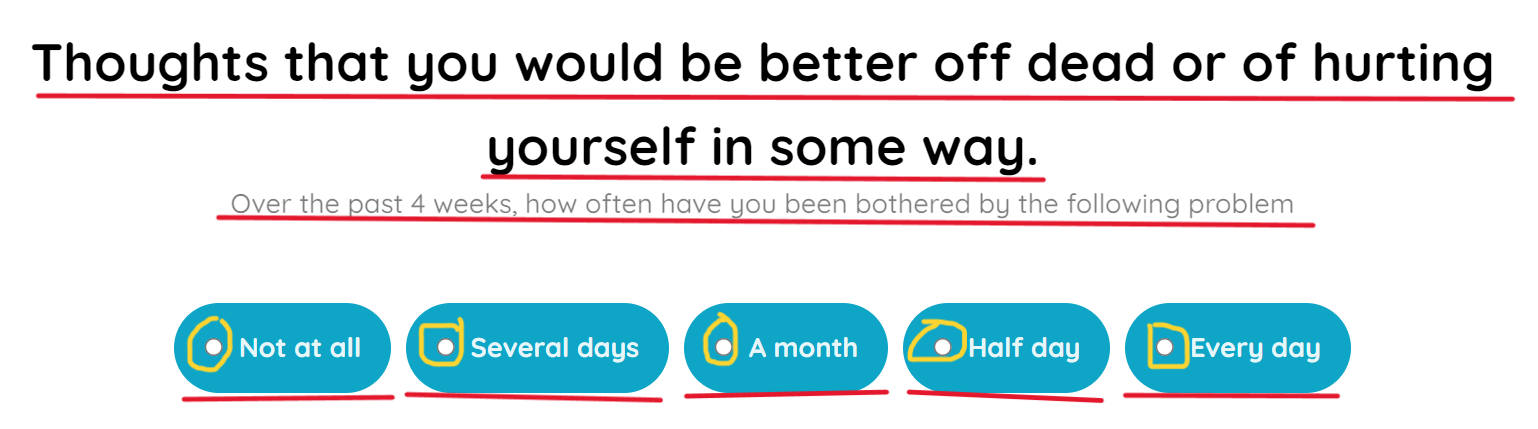 Thoughts that you would be better off dead or of hurting
yourself in some way.
Over the past 4 weeks, how often have you been bothered by the following problem
Not at all
Several days
A month
Half day
Every day